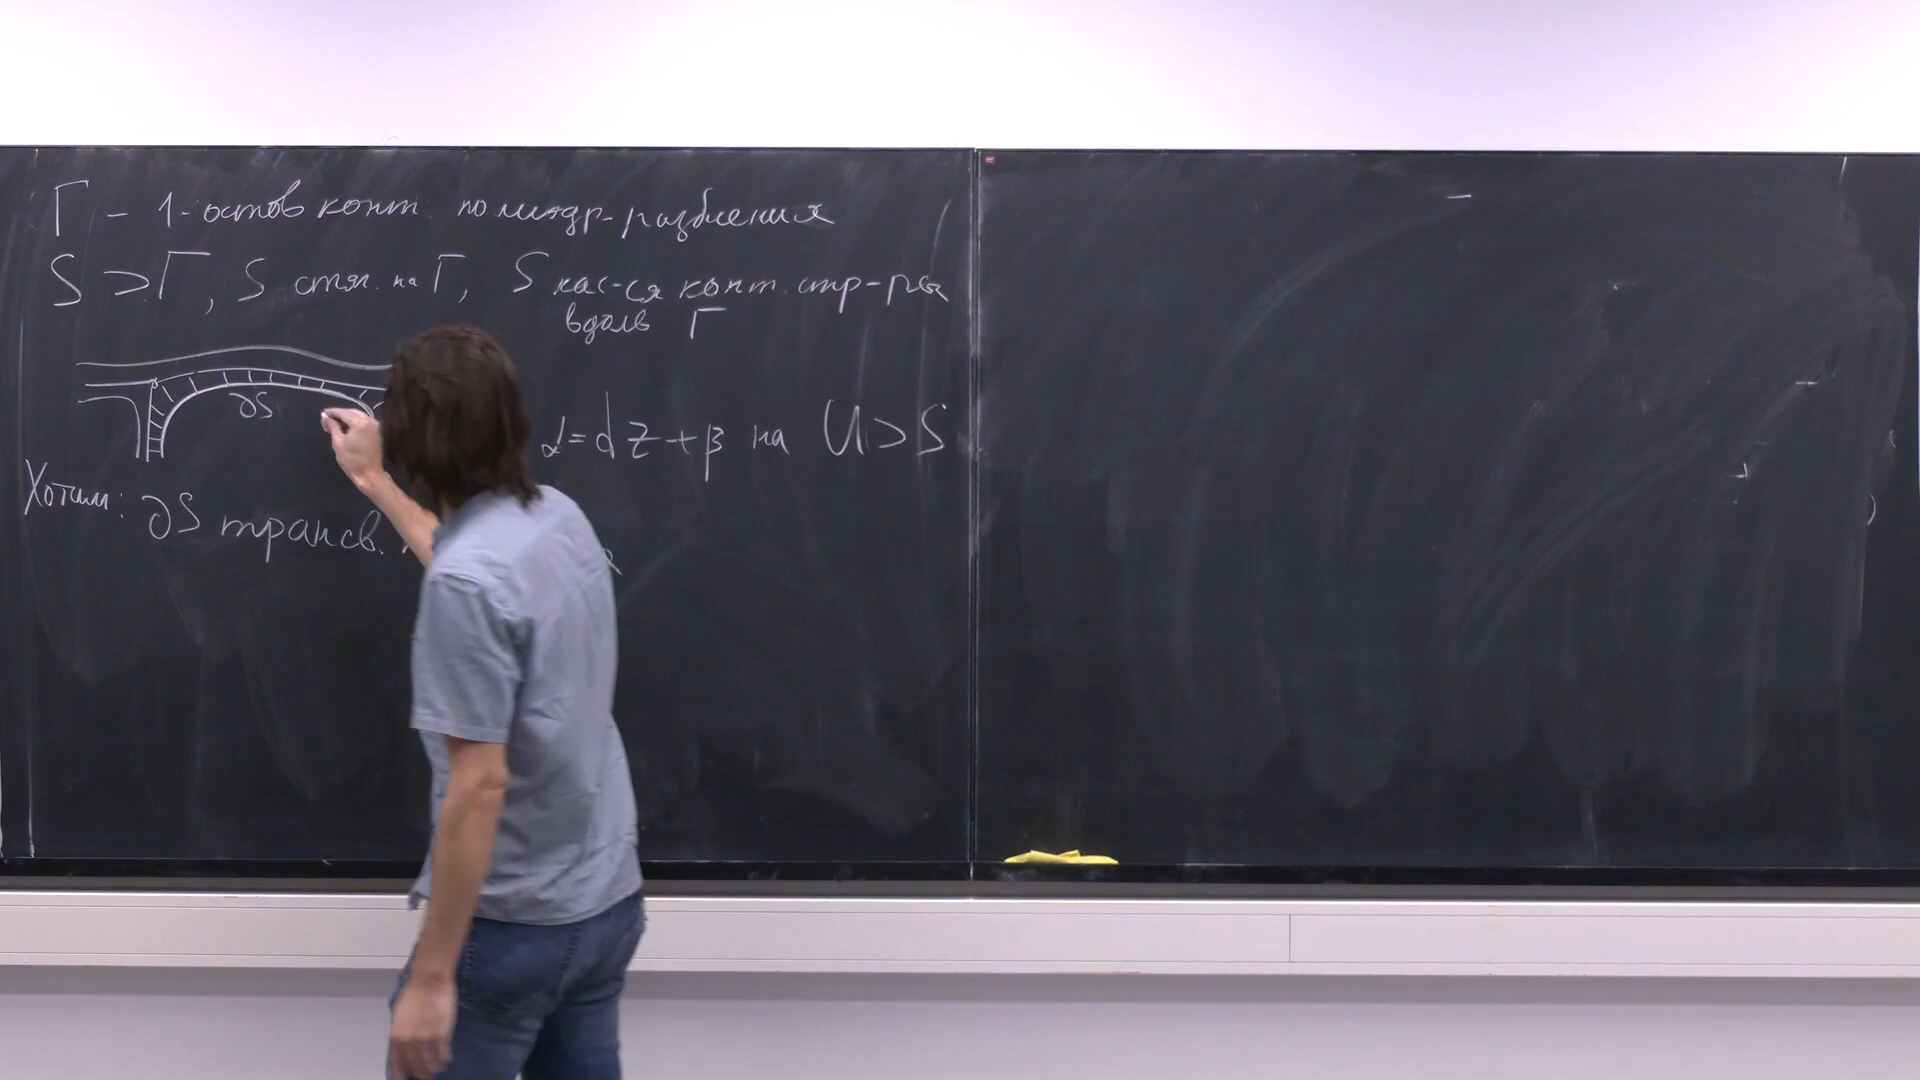 Γ – 1-остов конт. полиэдр-разбиения
S ⊃ Γ, S стяг. на Γ, S кас-ся конт. стр-ры
вдоль Γ
∂S
α = dz + β на U ⊃ S
Хотим: ∂S трансв.